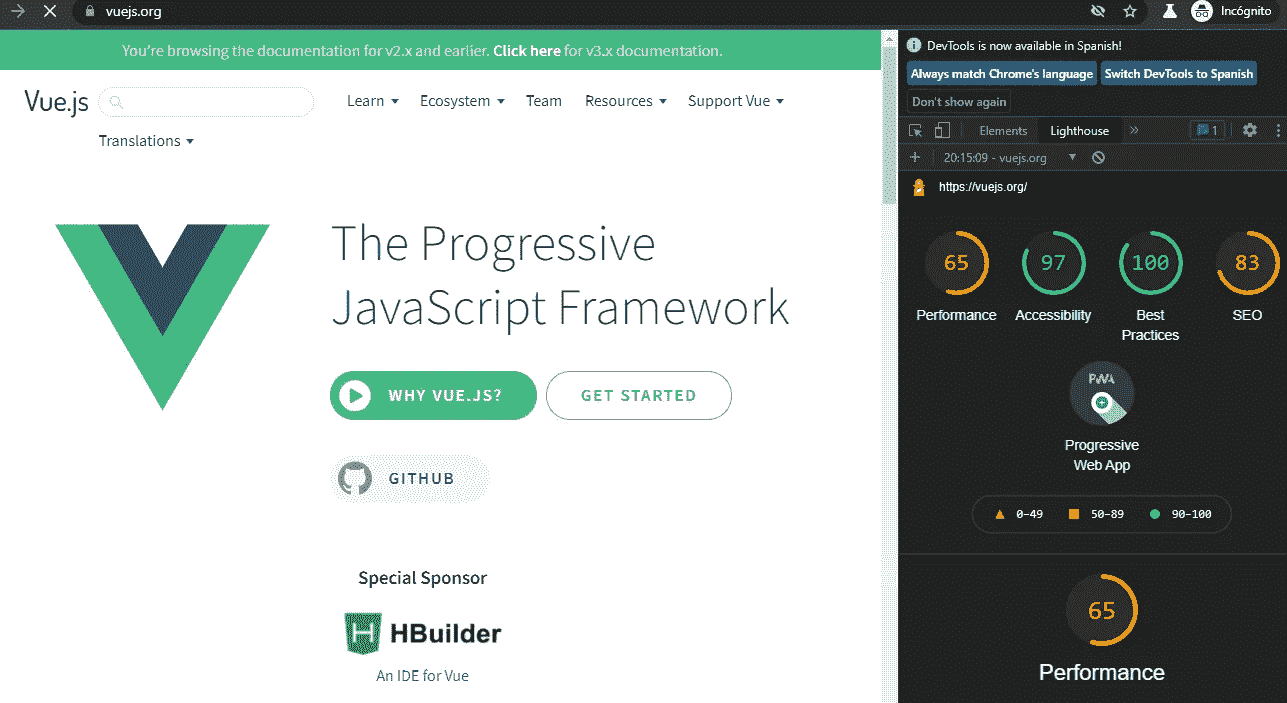 vuejs.org
Incógnito
You're browsing the documentation for v2.x and earlier. Click here for v3.x documentation.
Vue.js
Learn
Ecosystem
Team
Resources
Support Vue
Translations
The Progressive
JavaScript Framework
WHY VUE.JS?
GET STARTED
GITHUB
Special Sponsor
H HBuilder
An IDE for Vue
DevTools is now available in Spanish!
Always match Chrome's language
Switch DevTools to Spanish
Don't show again
Elements
Lighthouse
»
1
+
20:15:09 - vuejs.org
https://vuejs.org/
65
97
100
83
Performance
Accessibility
Best
Practices
SEO
PWA
Progressive
Web App
0–49
50–89
90–100
65
Performance